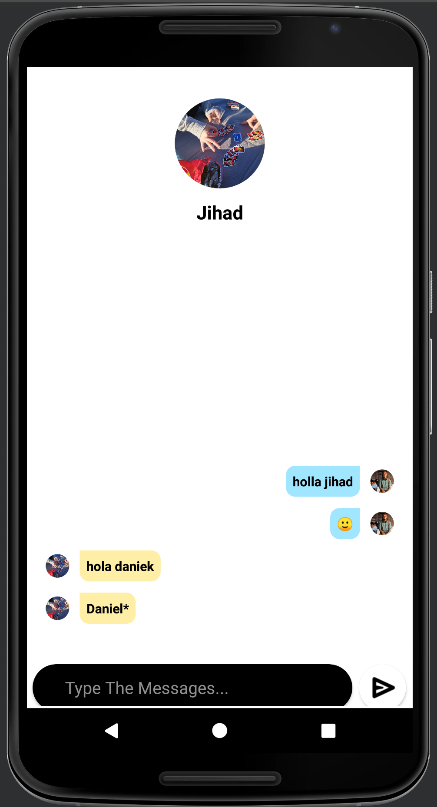 Jihad
holla jihad
🙂
hola daniek
Daniel*
Type The Messages...